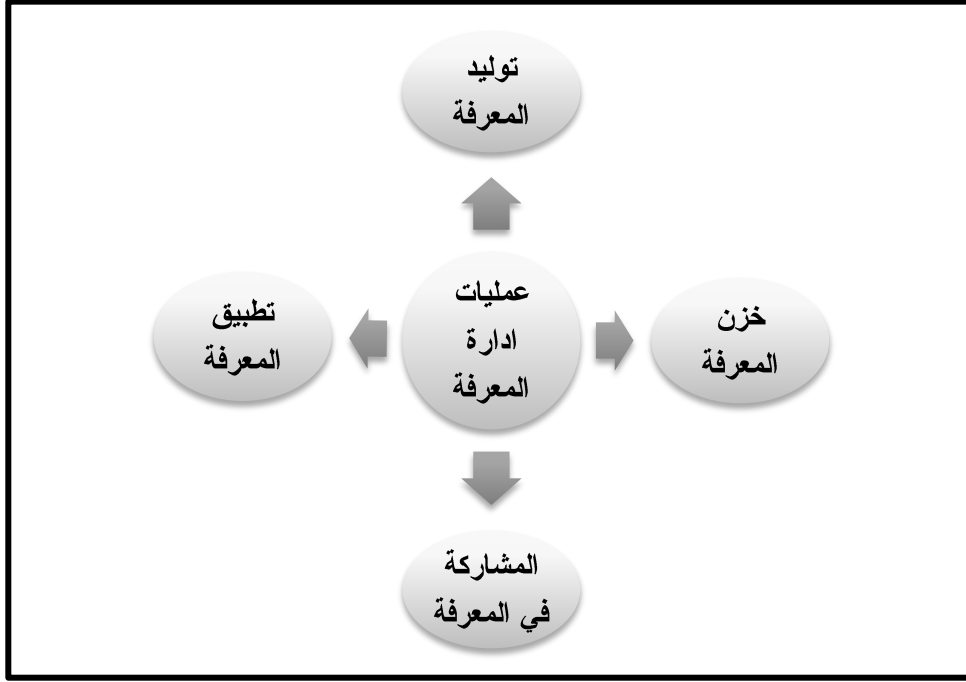 توليد
المعرفة
خزن
المعرفة
عمليات
ادارة
المعرفة
تطبيق
المعرفة
المشاركة
في المعرفة